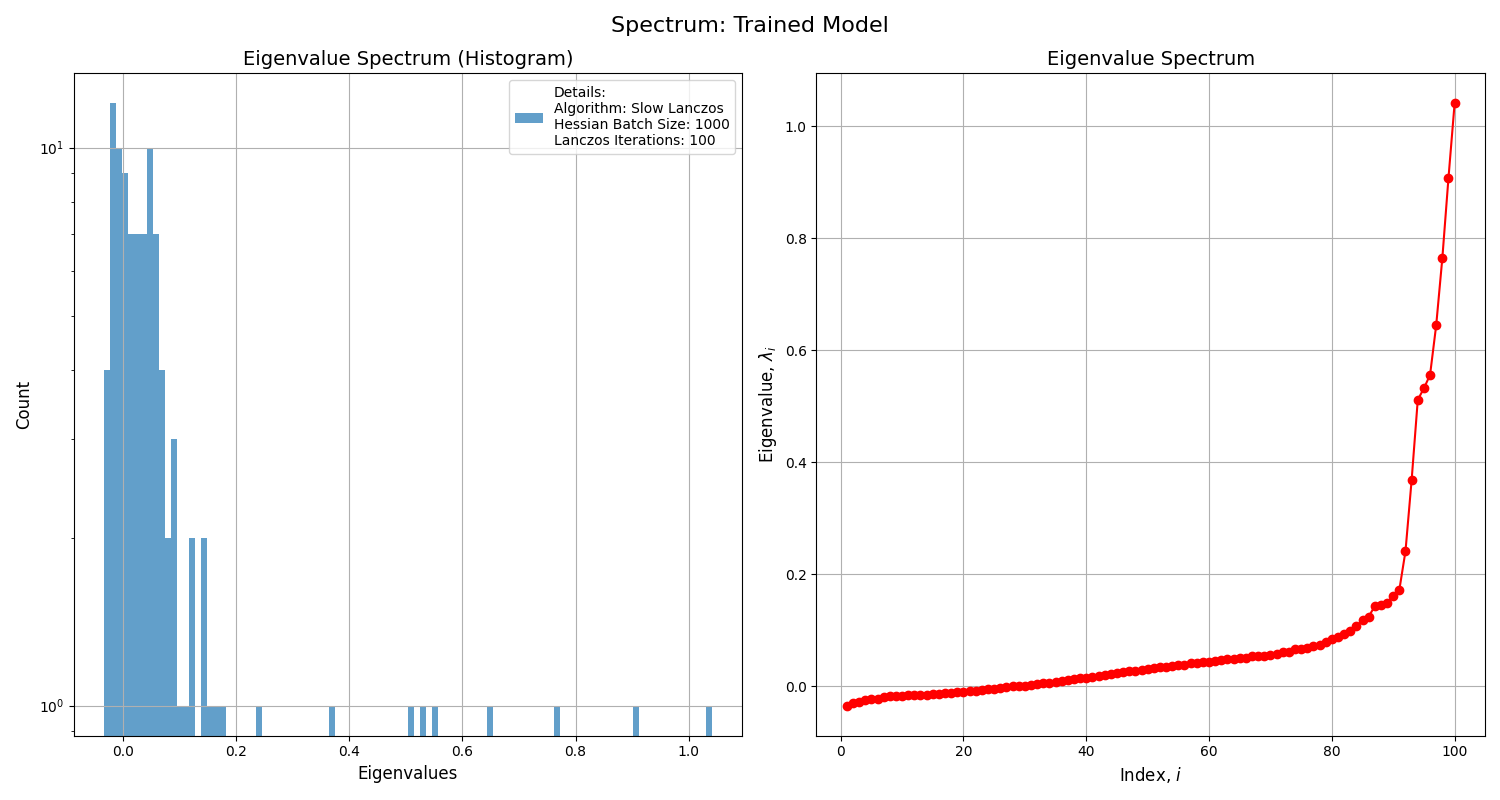 Spectrum: Trained Model
Eigenvalue Spectrum (Histogram)
Details:
Algorithm: Slow Lanczos
Hessian Batch Size: 1000
Lanczos Iterations: 100
10¹
10⁰
Count
0.0 0.2 0.4 0.6 0.8 1.0
Eigenvalues
Eigenvalue Spectrum
1.0
0.8
0.6
0.4
0.2
0.0
Eigenvalue, λᵢ
0 20 40 60 80 100
Index, i